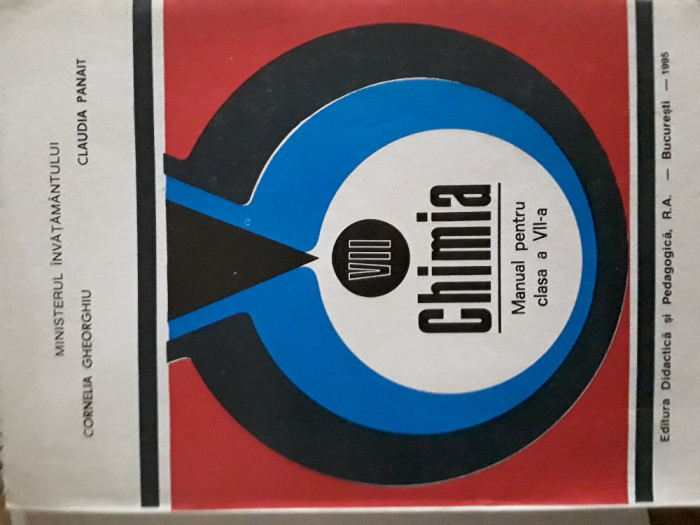 MINISTERUL ÎNVĂȚĂMÂNTULUI
CORNELIA GHEORGHIU CLAUDIA PANAIT
VII
Chimia
Manual pentru
clasa a VII-a
Editura Didactică și Pedagogică, R.A. — București — 1995